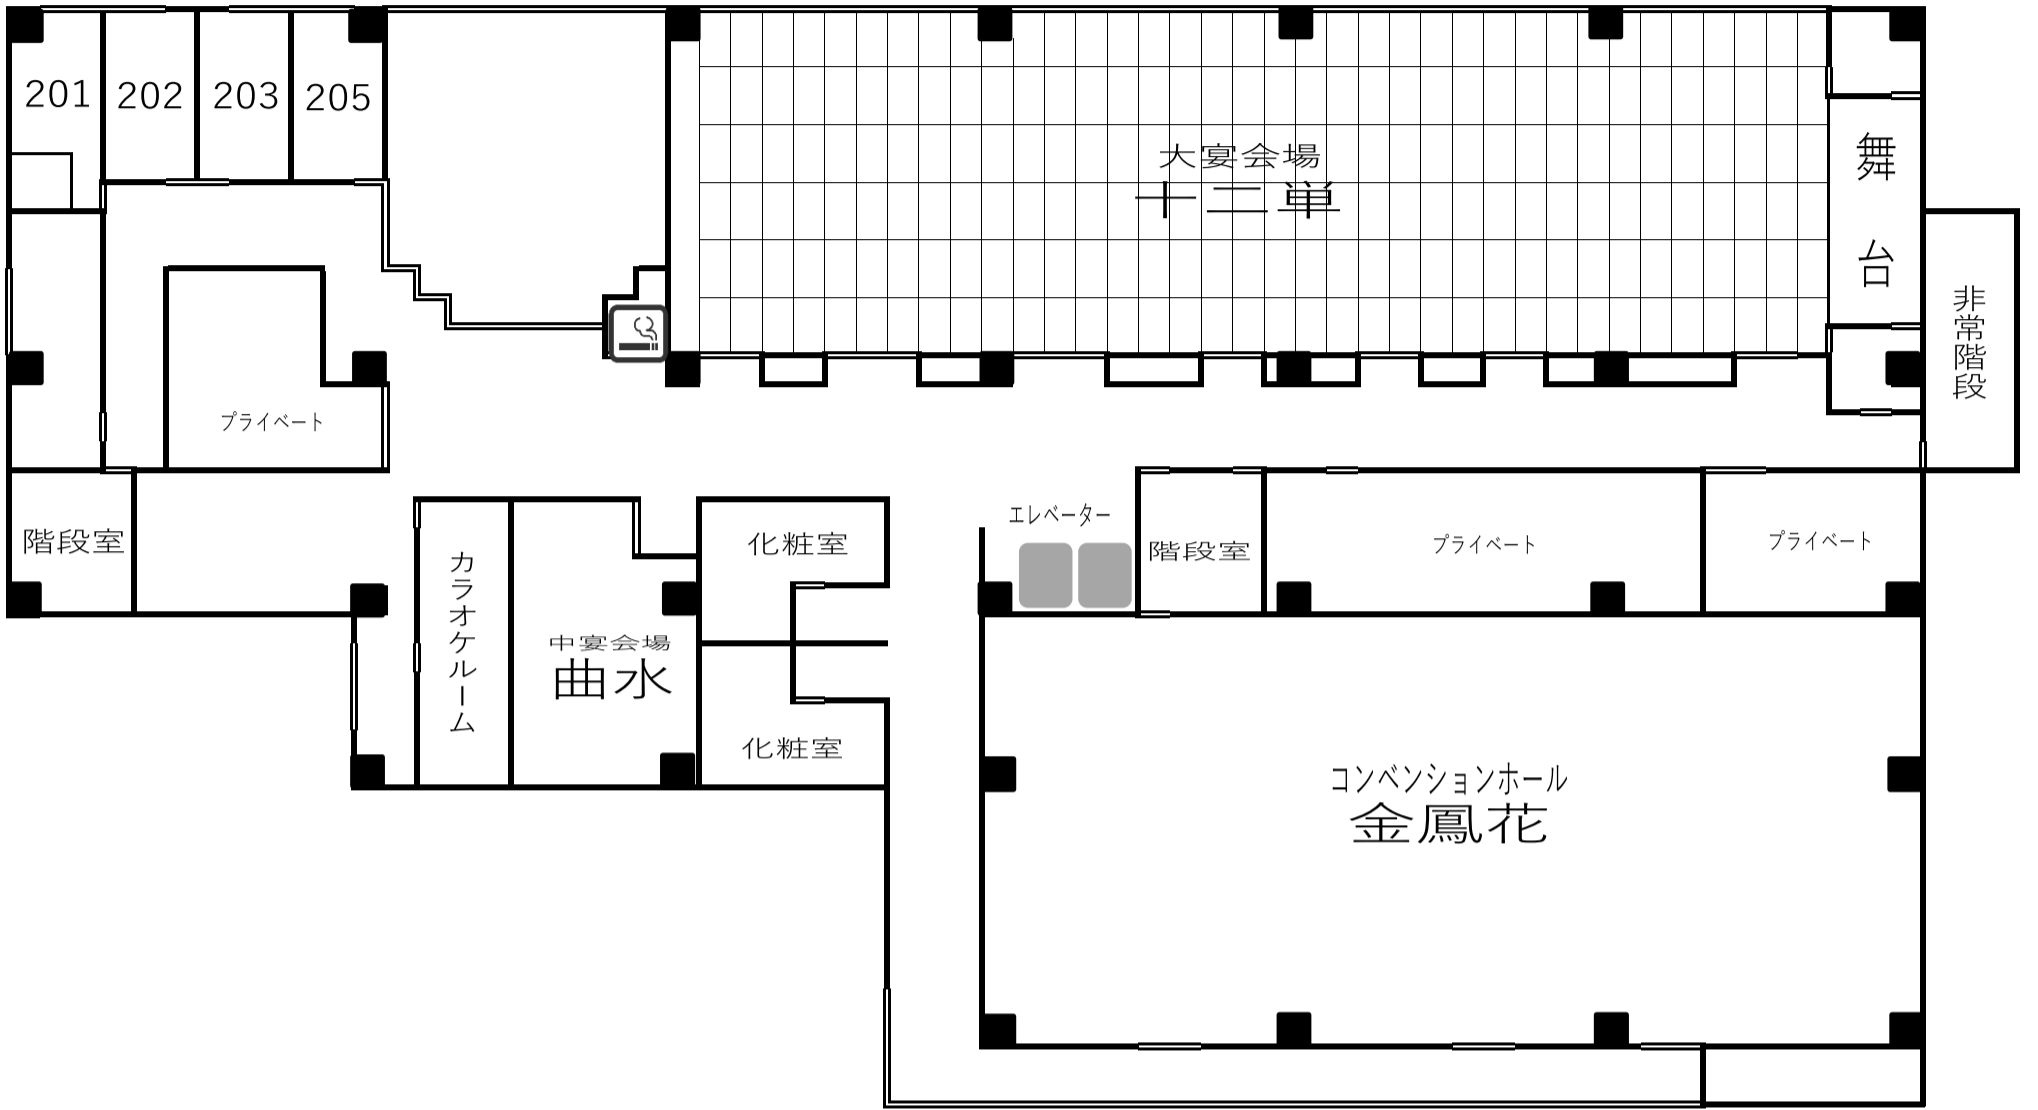 201
202
203
205
大宴会場
十二単
舞台
非常階段
プライベート
階段室
カラオケルーム
中宴会場
曲水
化粧室
化粧室
エレベーター
階段室
プライベート
プライベート
コンベンションホール
金鳳花